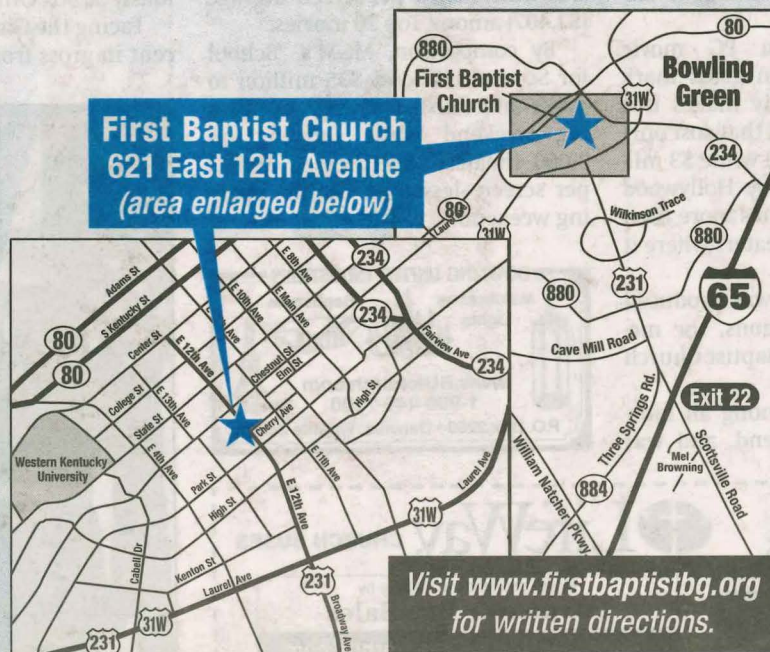 80
880
First Baptist
Church
31W
Bowling
Green
234
First Baptist Church
621 East 12th Avenue
(area enlarged below)
Wilkinson Trace
80
Laurel
31W
880
231
65
880
Cave Mill Road
Exit 22
Three Springs Rd.
Mel
Browning
Scottsville Road
884
William Natcher Pkwy
Adams St
S Kentucky St
80
80
Center St
College St
State St
E 12th Ave
E 10th Ave
E 8th Ave
E Main Ave
234
234
Fairview Ave
234
Chestnut St
Elm St
High St
Cherry Ave
E 13th Ave
E 4th Ave
E 11th Ave
Western Kentucky
University
Park St
High St
E 12th Ave
Laurel Ave
31W
Cabell Dr
Kenton St
Laurel Ave
231
Broadway Ave
31W
231
Visit www.firstbaptistbg.org
for written directions.